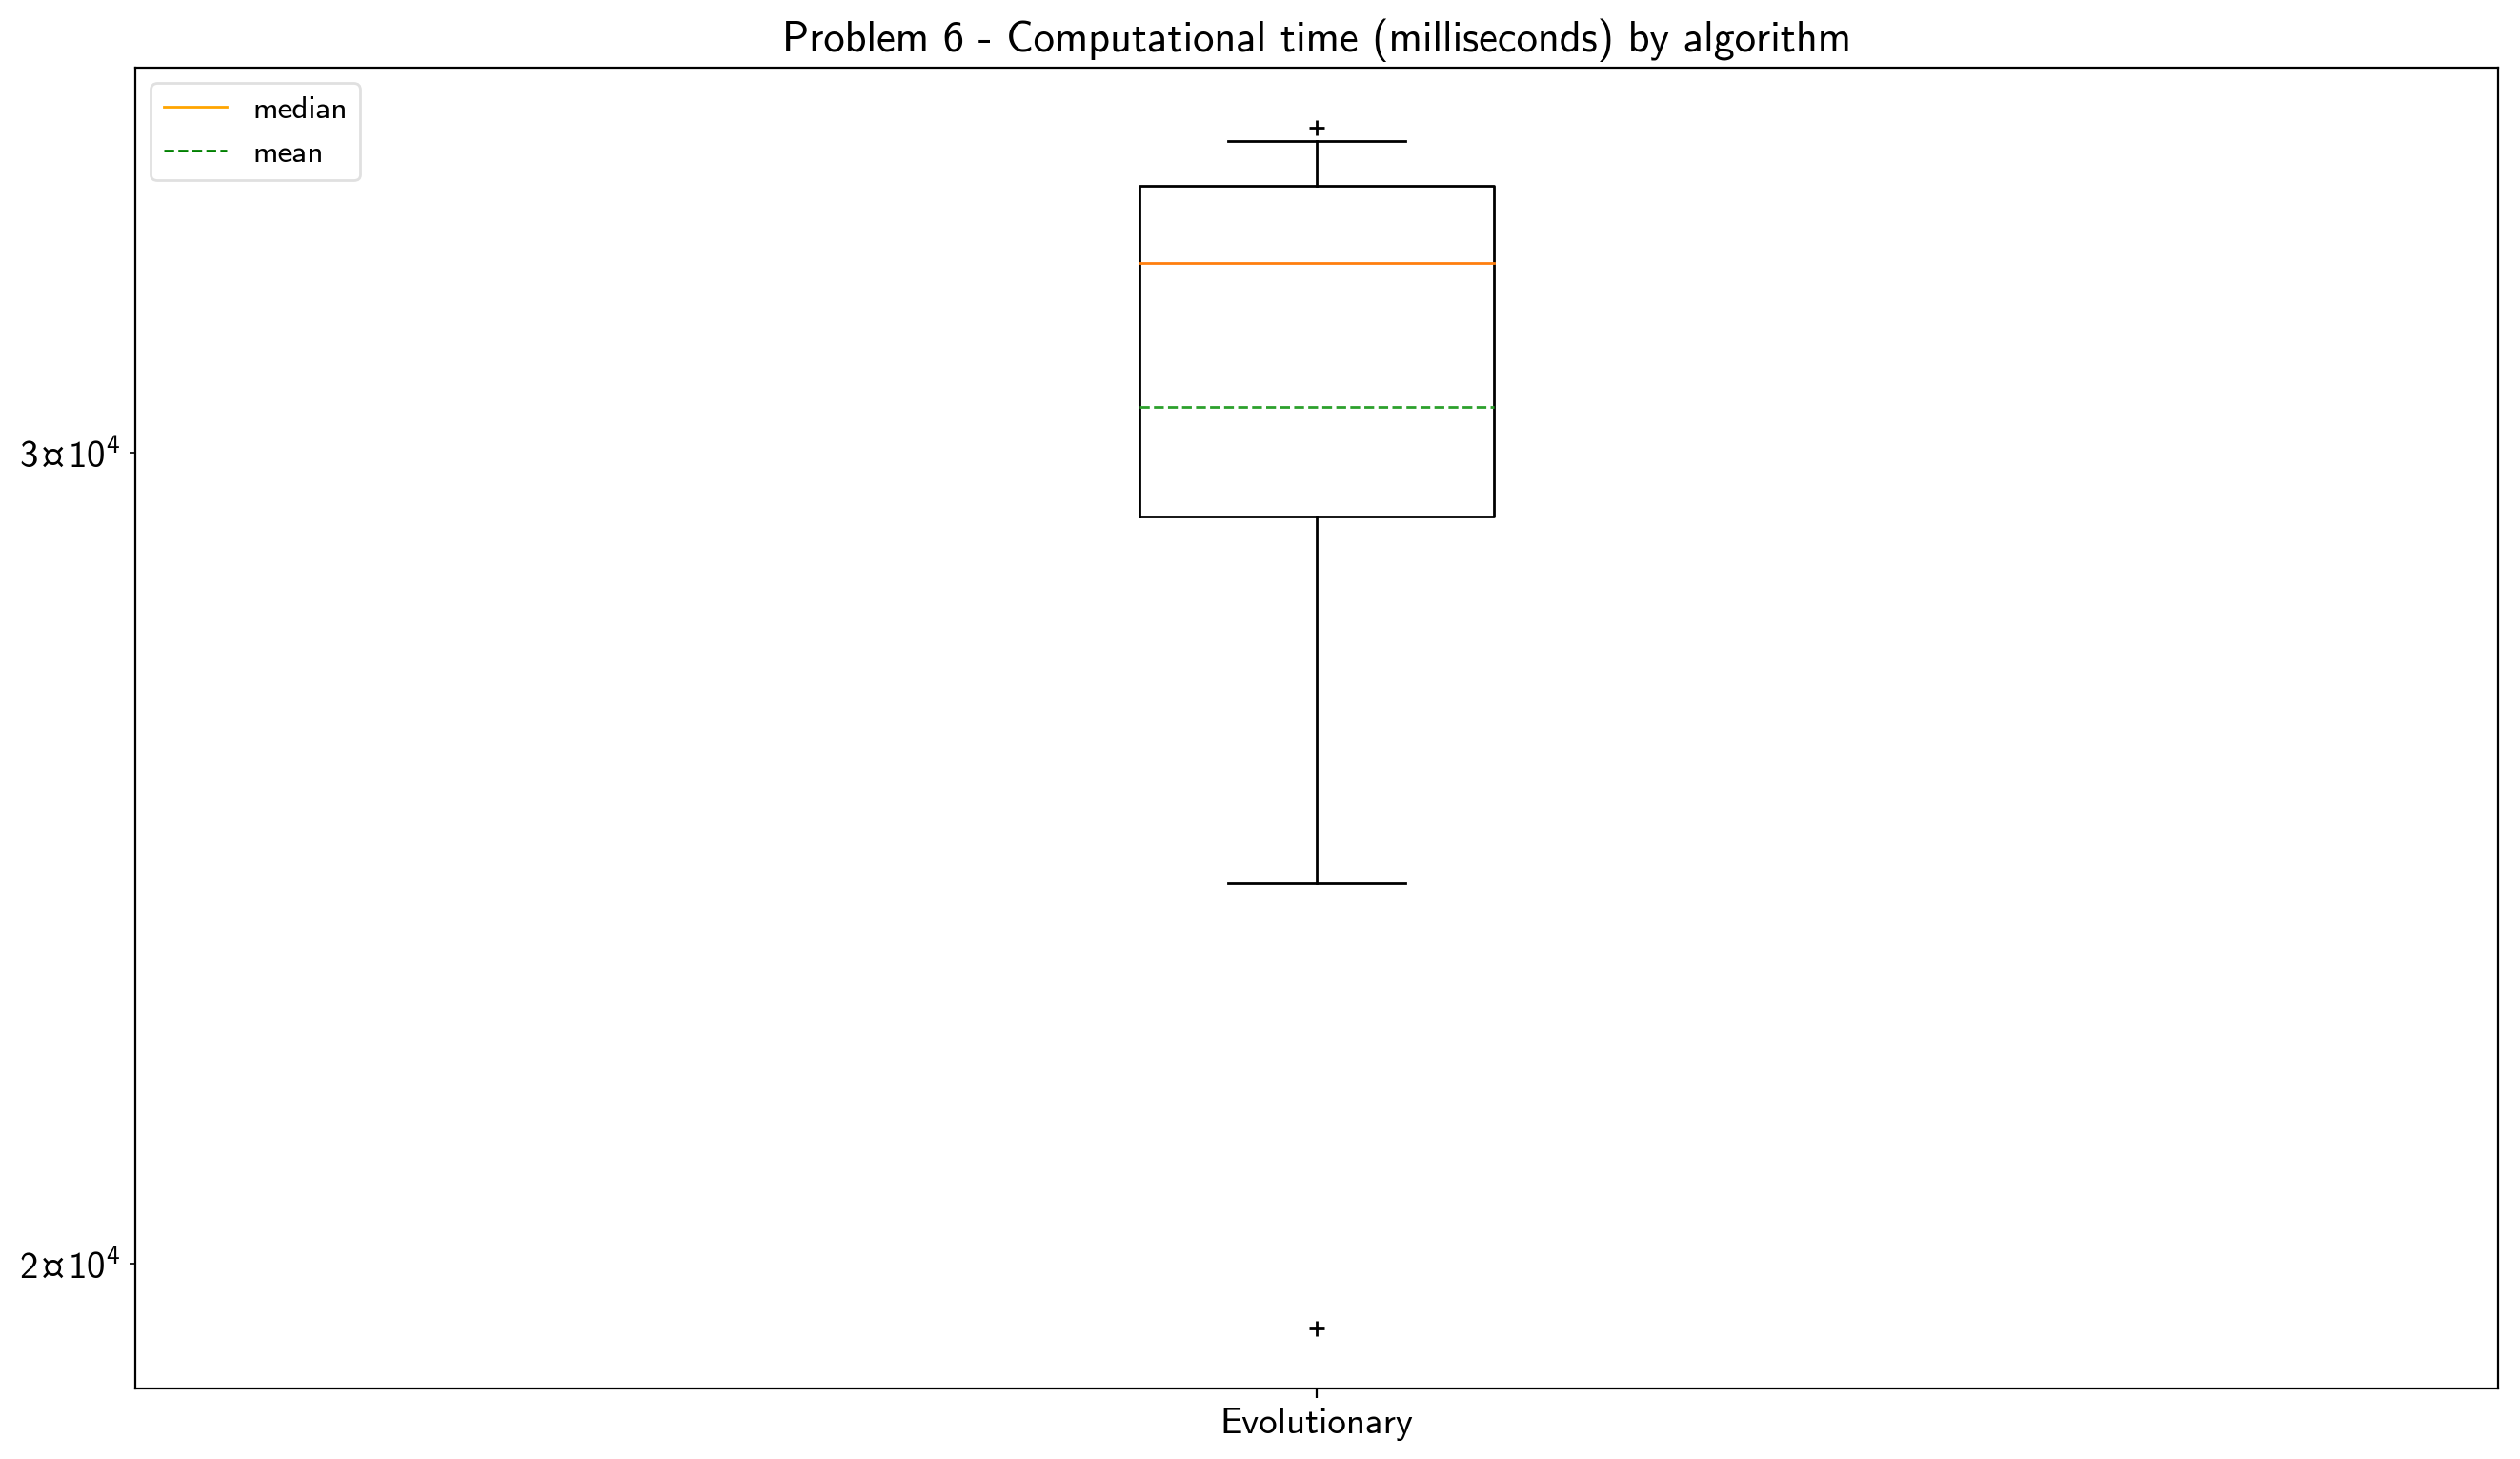 Problem 6 - Computational time (milliseconds) by algorithm
median
mean
3¤10⁴
2¤10⁴
Evolutionary